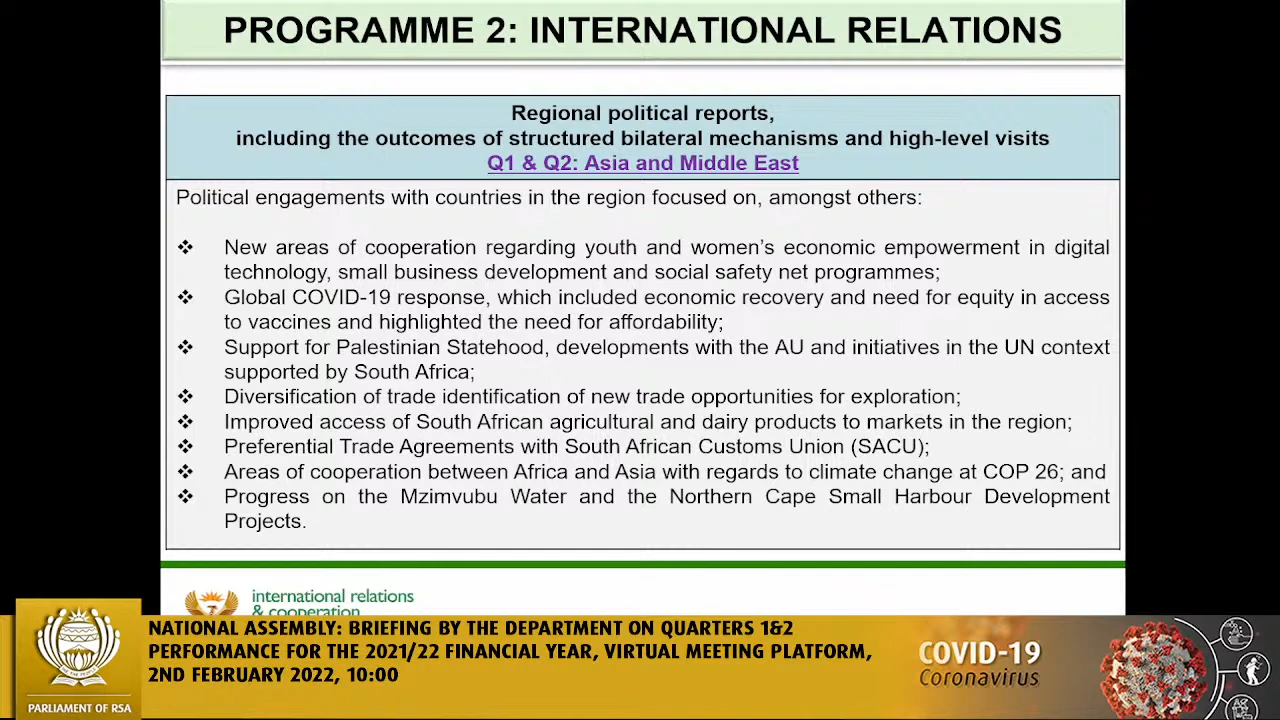 PROGRAMME 2: INTERNATIONAL RELATIONS
Regional political reports,
including the outcomes of structured bilateral mechanisms and high-level visits
Q1 & Q2: Asia and Middle East
Political engagements with countries in the region focused on, amongst others:
❖ New areas of cooperation regarding youth and women's economic empowerment in digital
technology, small business development and social safety net programmes;
❖ Global COVID-19 response, which included economic recovery and need for equity in access
to vaccines and highlighted the need for affordability;
❖ Support for Palestinian Statehood, developments with the AU and initiatives in the UN context
supported by South Africa;
❖ Diversification of trade identification of new trade opportunities for exploration;
❖ Improved access of South African agricultural and dairy products to markets in the region;
❖ Preferential Trade Agreements with South African Customs Union (SACU);
❖ Areas of cooperation between Africa and Asia with regards to climate change at COP 26; and
❖ Progress on the Mzimvubu Water and the Northern Cape Small Harbour Development
Projects.
international relations
& cooperation
NATIONAL ASSEMBLY: BRIEFING BY THE DEPARTMENT ON QUARTERS 1&2
PERFORMANCE FOR THE 2021/22 FINANCIAL YEAR, VIRTUAL MEETING PLATFORM,
2ND FEBRUARY 2022, 10:00
PARLIAMENT OF RSA
COVID-19
Coronavirus